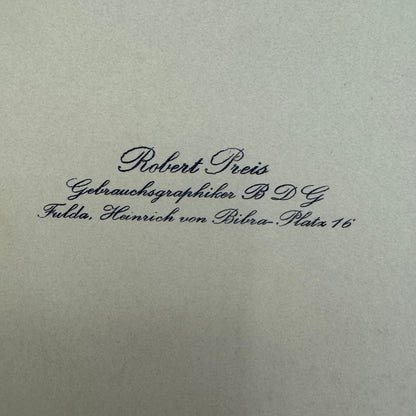 Robert Preis
Gebrauchsgraphiker B D G
Fulda, Heinrich von Bibra-Platz 16